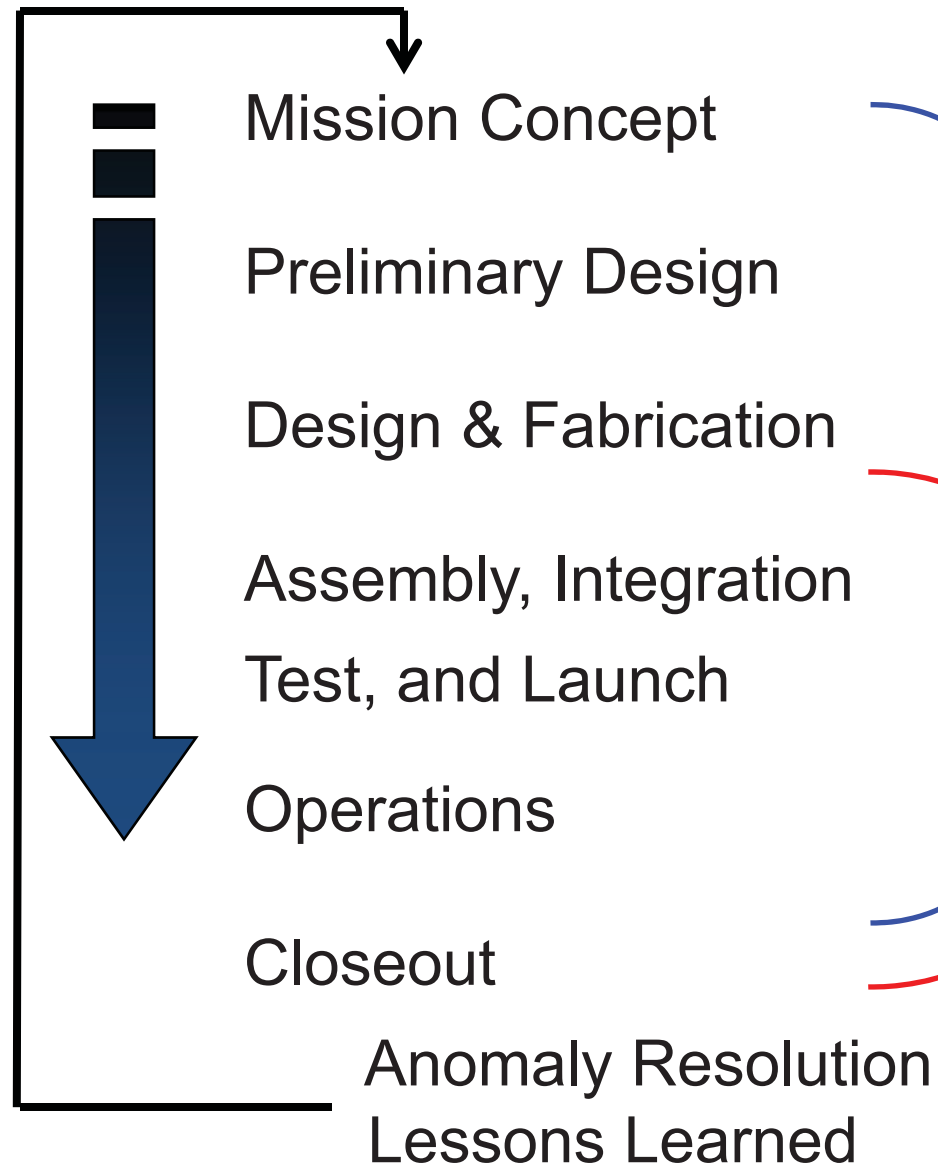 Mission Concept
Preliminary Design
Design & Fabrication
Assembly, Integration
Test, and Launch
Operations
Closeout
Anomaly Resolution
Lessons Learned